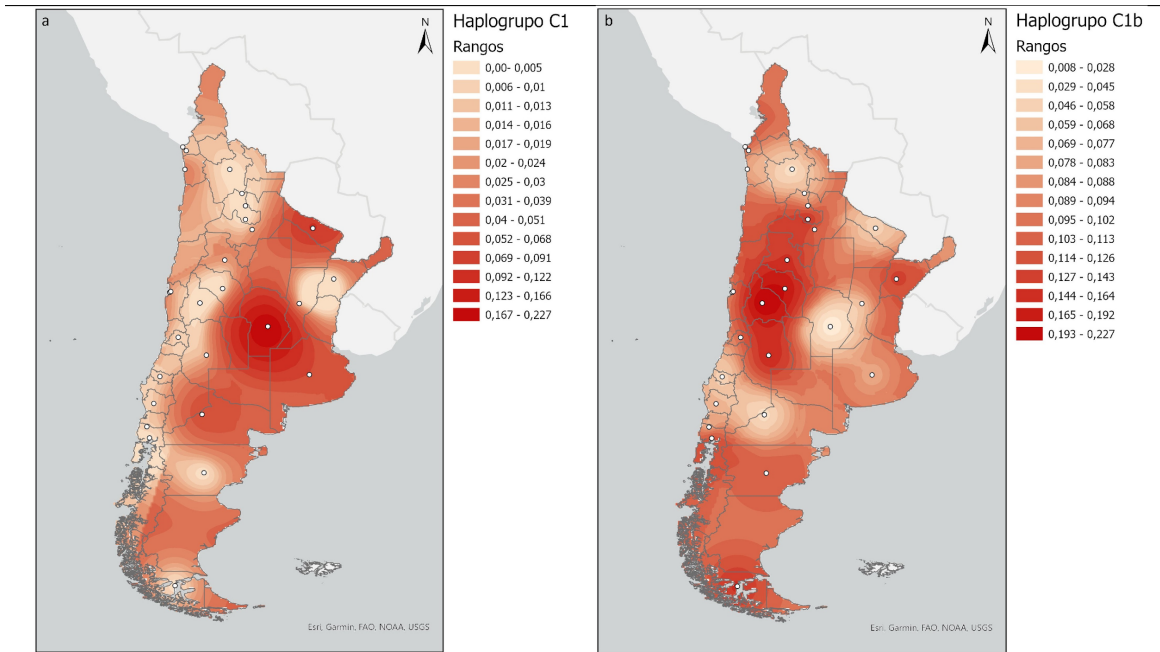 a
N
Haplogrupo C1
Rangos
0,00- 0,005
0,006 - 0,01
0,011 - 0,013
0,014 - 0,016
0,017 - 0,019
0,02 - 0,024
0,025 - 0,03
0,031 - 0,039
0,04 - 0,051
0,052 - 0,068
0,069 - 0,091
0,092 - 0,122
0,123 - 0,166
0,167 - 0,227
Esri, Garmin, FAO, NOAA, USGS
b
N
Haplogrupo C1b
Rangos
0,008 - 0,028
0,029 - 0,045
0,046 - 0,058
0,059 - 0,068
0,069 - 0,077
0,078 - 0,083
0,084 - 0,088
0,089 - 0,094
0,095 - 0,102
0,103 - 0,113
0,114 - 0,126
0,127 - 0,143
0,144 - 0,164
0,165 - 0,192
0,193 - 0,227
Esri, Garmin, FAO, NOAA, USGS